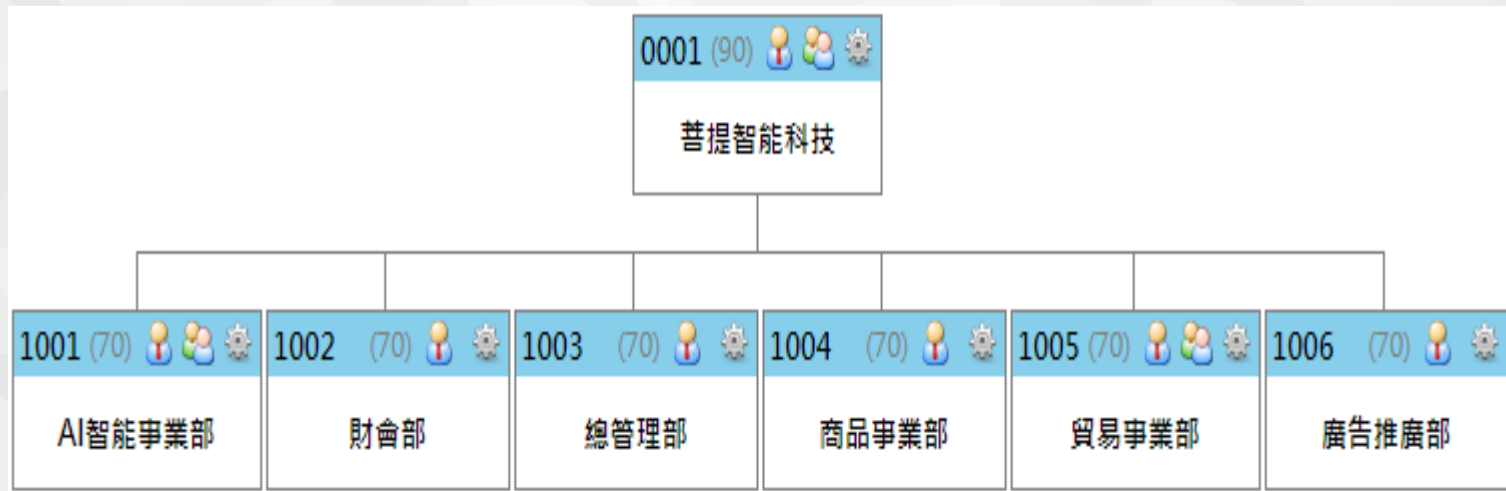 0001 (90)
菩提智能科技
1001 (70)
AI智能事業部
1002 (70)
財會部
1003 (70)
總管理部
1004 (70)
商品事業部
1005 (70)
貿易事業部
1006 (70)
廣告推廣部